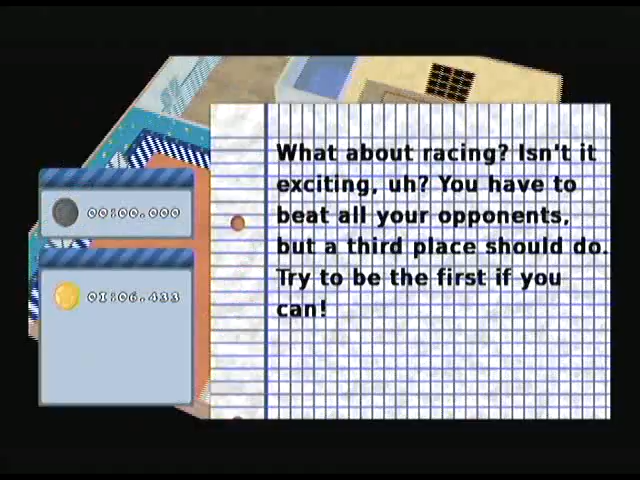 What about racing? Isn't it
exciting, uh? You have to
beat all your opponents,
but a third place should do.
Try to be the first if you
can!
00:00.000
01:06.433